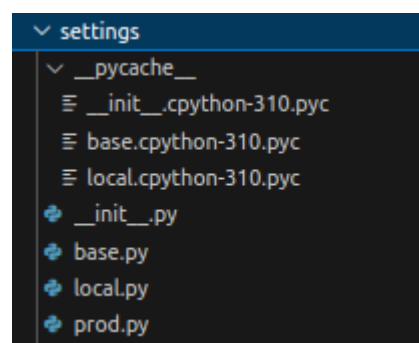 settings
__pycache__
__init__.cpython-310.pyc
base.cpython-310.pyc
local.cpython-310.pyc
__init__.py
base.py
local.py
prod.py